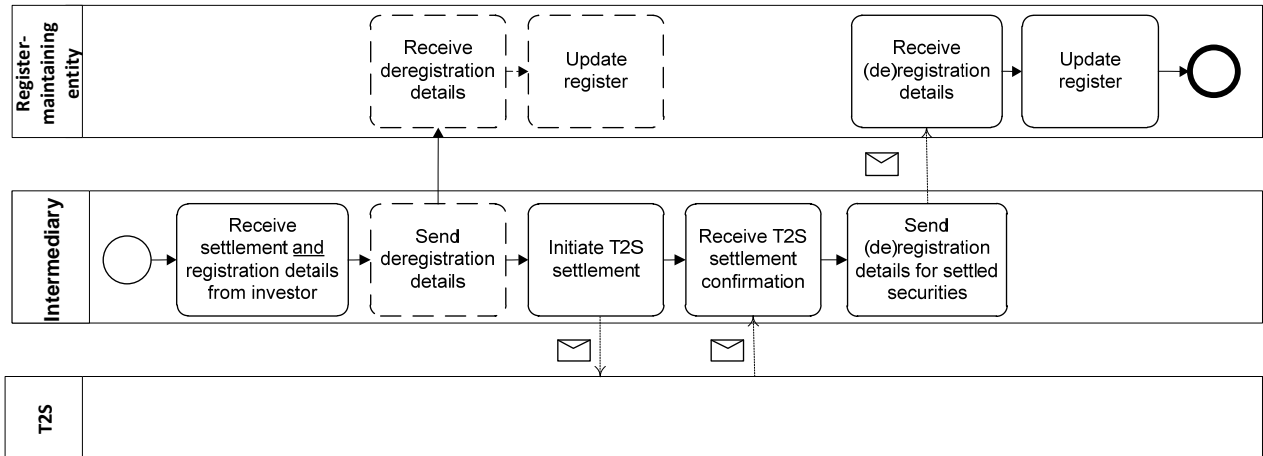 Register-
maintaining
entity
Receive
deregistration
details
Update
register
Receive
(de)registration
details
Update
register
Intermediary
Receive
settlement and
registration details
from investor
Send
deregistration
details
Initiate T2S
settlement
Receive T2S
settlement
confirmation
Send
(de)registration
details for settled
securities
T2S